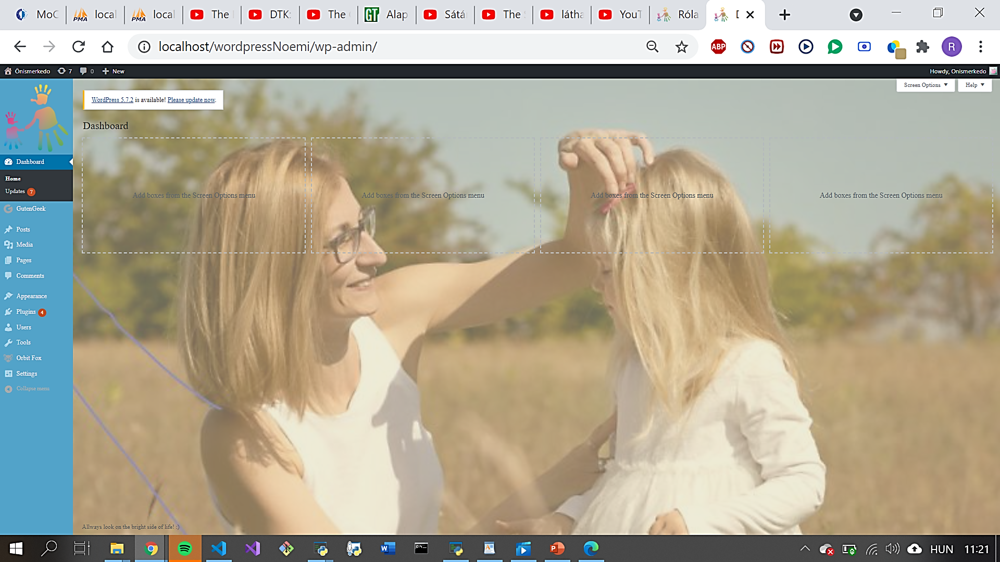 MoC
local
local
The
DTK:
The
GT Alap
Sátá
The
látha
YouT
Róla
localhost/wordpressNoemi/wp-admin/
ABP
R
Önismerkedo 7 0 New
Howdy, Onismerkedo
Screen Options
Help
WordPress 5.7.2 is available! Please update now.
Dashboard
Add boxes from the Screen Options menu
Add boxes from the Screen Options menu
Add boxes from the Screen Options menu
Add boxes from the Screen Options menu
Dashboard
Home
Updates 7
GutenGeek
Posts
Media
Pages
Comments
Appearance
Plugins 4
Users
Tools
Orbit Fox
Settings
Collapse menu
Allways look on the bright side of life! :)
HUN 11:21